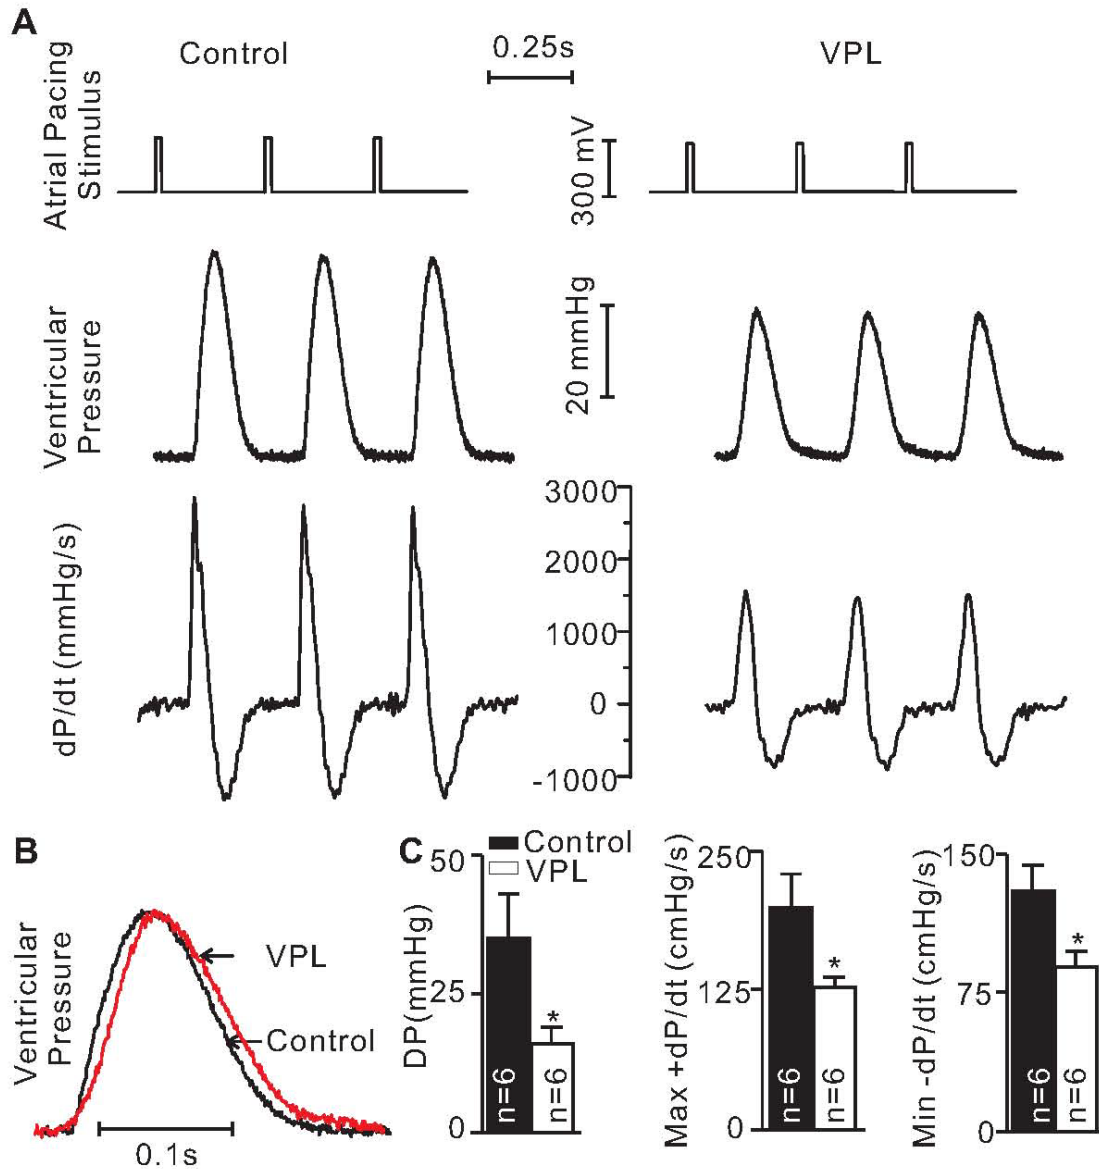 A
Control
0.25s
VPL
Atrial Pacing
Stimulus
300 mV
Ventricular
Pressure
20 mmHg
dP/dt (mmHg/s)
3000
2000
1000
0
-1000
B
Ventricular
Pressure
VPL
Control
0.1s
C
Control
VPL
DP(mmHg)
50
25
0
*
n=6
n=6
Max +dP/dt (cmHg/s)
250
125
0
*
n=6
n=6
Min -dP/dt (cmHg/s)
150
75
0
*
n=6
n=6